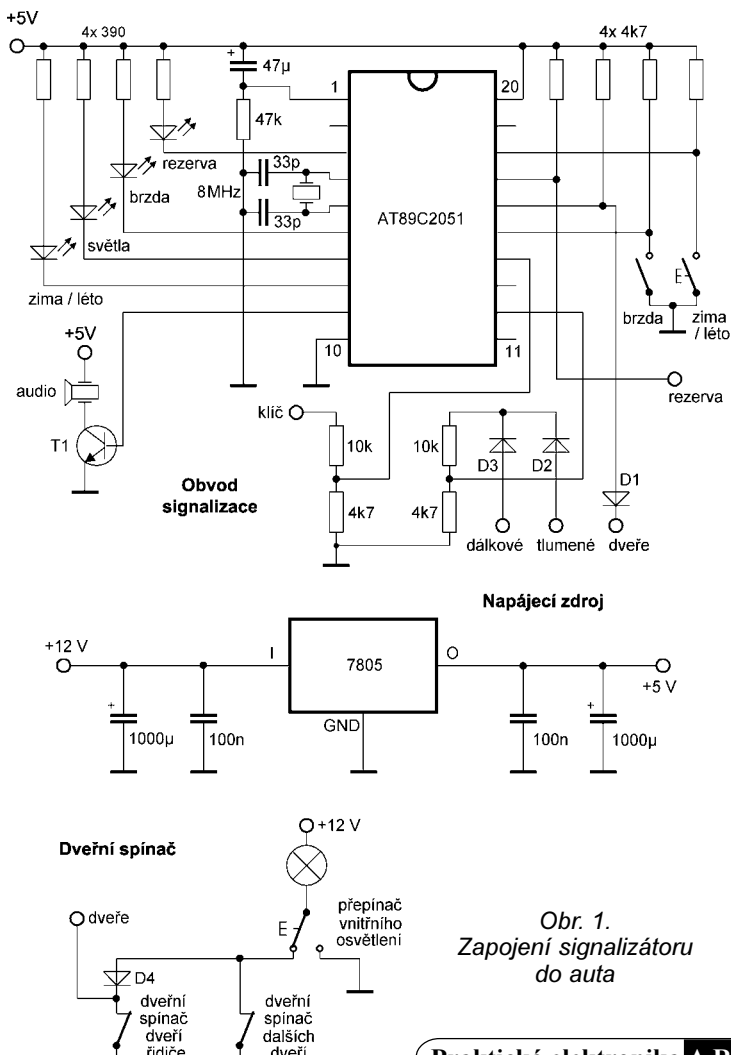 +5V
4x 390
4x 4k7
+
47µ
1
20
47k
rezerva
33p
brzda
8MHz
AT89C2051
33p
světla
zima / léto
brzda
zima
/ léto
E
+5V
10
11
audio
rezerva
klíč
T1
10k
10k
D3
D2
D1
Obvod
signalizace
4k7
4k7
dálkové
tlumené
dveře
Napájecí zdroj
+12 V
I
7805
O
+5 V
+
GND
+
1000µ
100n
100n
1000µ
+12 V
Dveřní spínač
přepínač
vnitřního
osvětlení
E
dveře
D4
dveřní
spínač
dveří
řidiče
dveřní
spínač
dalších
dveří
Obr. 1.
Zapojení signalizátoru
do auta
Praktická elektronika A R